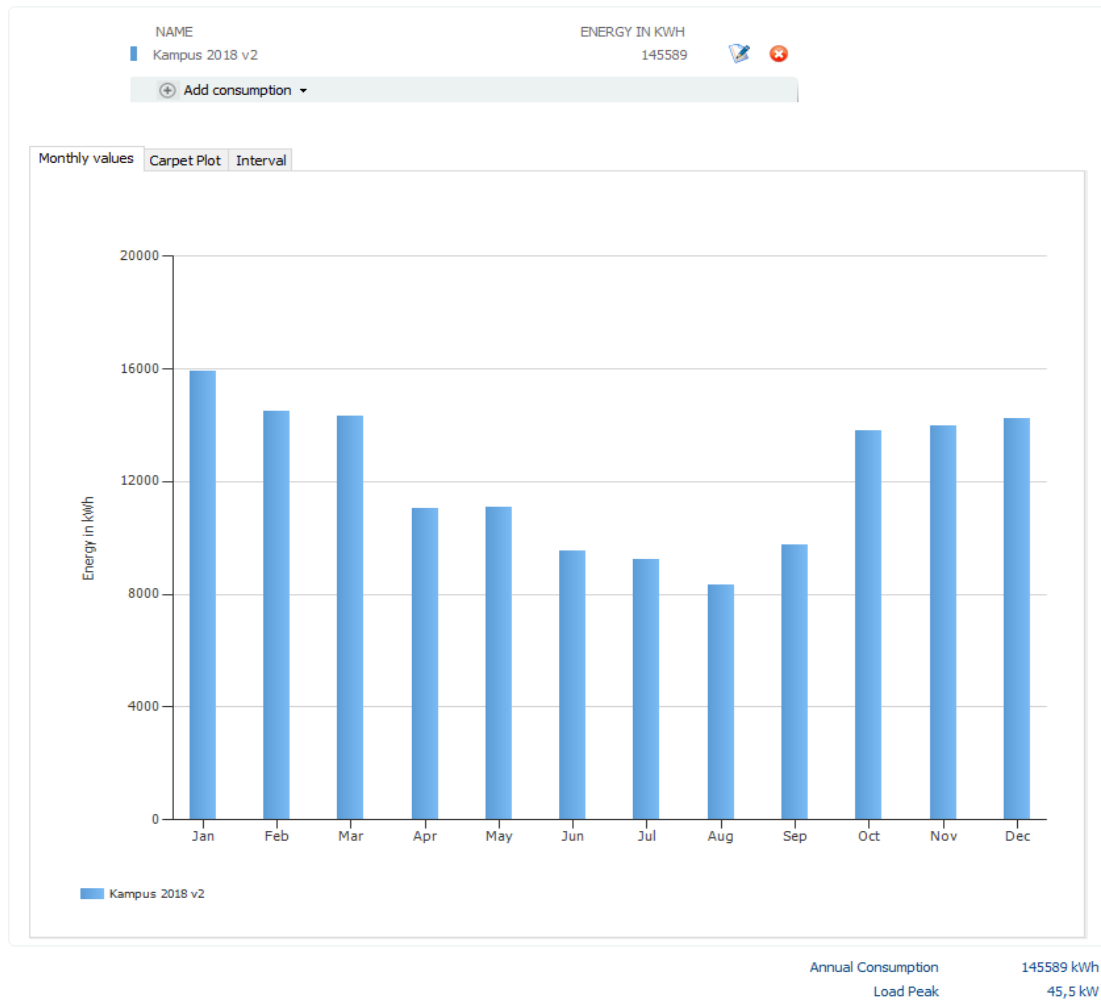 NAME ENERGY IN KWH
Kampus 2018 v2 145589
Add consumption
Monthly values Carpet Plot Interval
20000
16000
12000
8000
4000
0
Energy in kWh
Jan Feb Mar Apr May Jun Jul Aug Sep Oct Nov Dec
Kampus 2018 v2
Annual Consumption 145589 kWh
Load Peak 45,5 kW